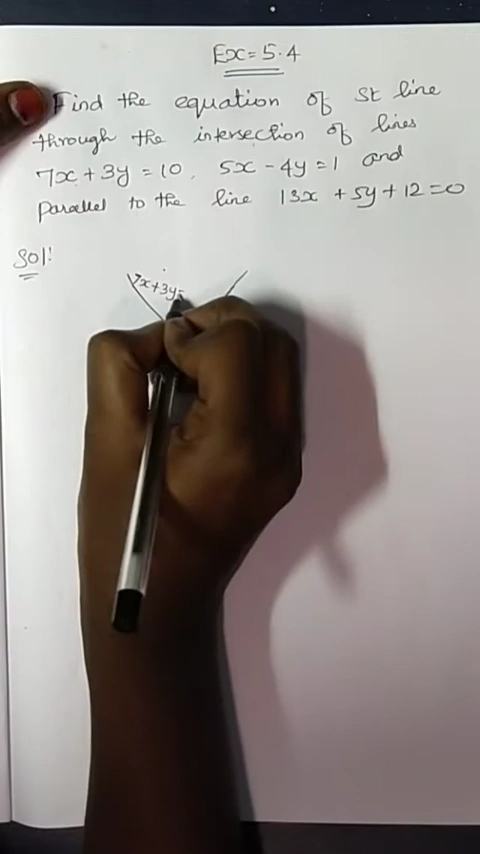 Ex = 5.4
Find the equation of St line
through the intersection of lines
7x + 3y = 10, 5x - 4y = 1 and
parallel to the line 13x + 5y + 12 = 0
Sol:
7x+3y=